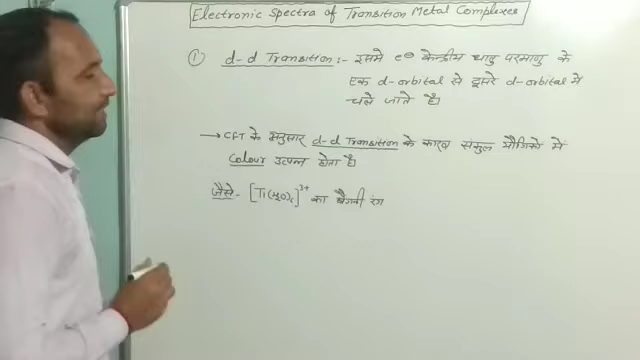 Electronic Spectra of Transition Metal Complexes
① d-d Transition:- इसमे e⊖ केन्द्रीय धातु परमाणु के
एक d-orbital से दूसरे d-orbital में
चले जाते है।
→ CFT के अनुसार d-d Transition के कारण संकुल यौगिको में
Colour उत्पन्न होता है।
जैसे- [Ti(H₂O)₆]³⁺ का बैंगनी रंग